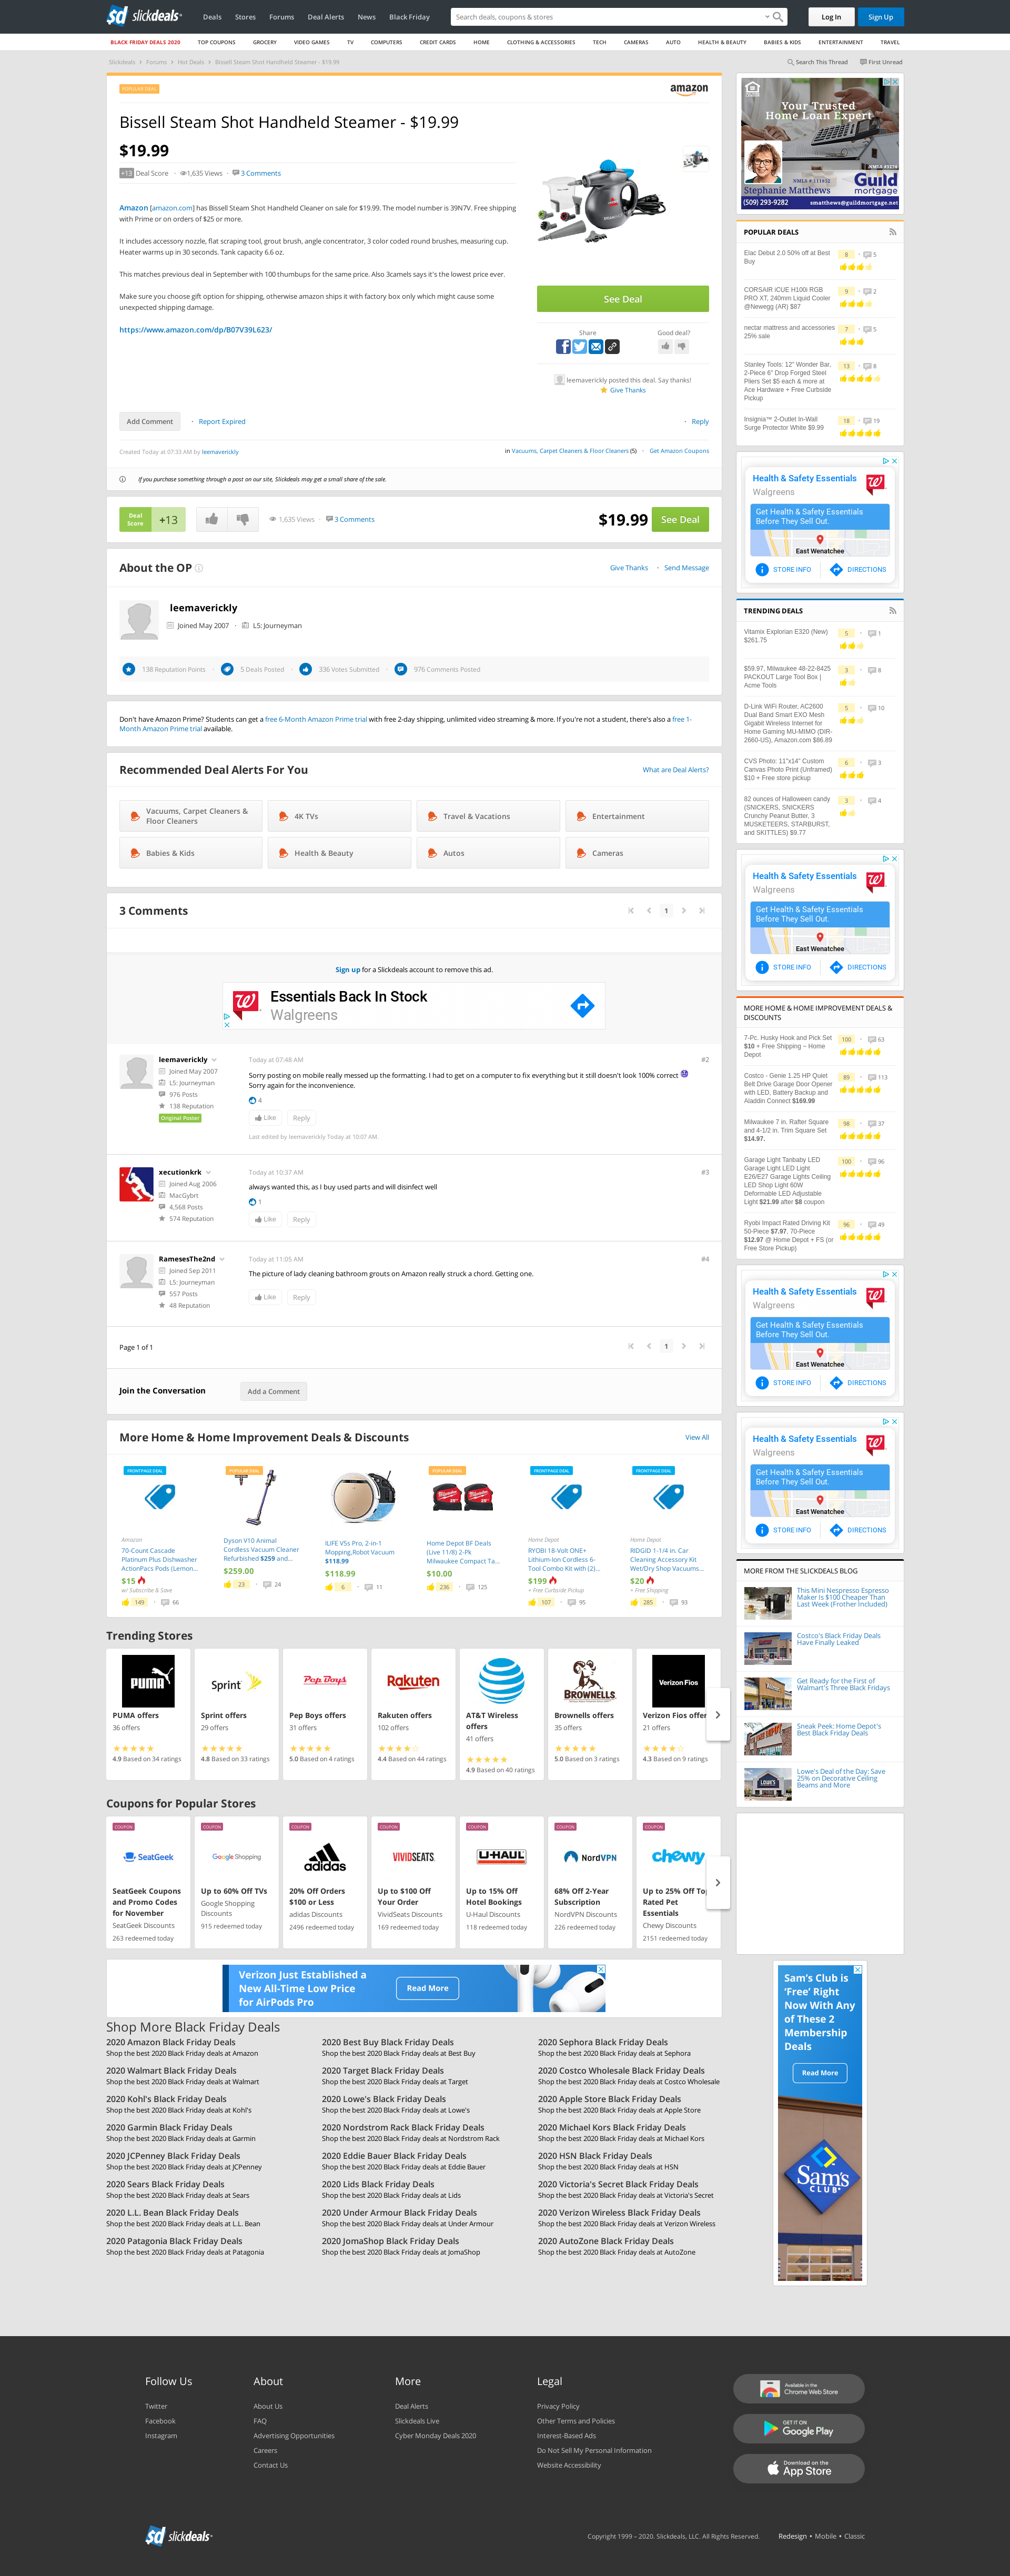 slickdeals
Deals
Stores
Forums
Deal Alerts
News
Black Friday
Search deals, coupons & stores
Log In
Sign Up
BLACK FRIDAY DEALS 2020
TOP COUPONS
GROCERY
VIDEO GAMES
TV
COMPUTERS
CREDIT CARDS
HOME
CLOTHING & ACCESSORIES
TECH
CAMERAS
AUTO
HEALTH & BEAUTY
BABIES & KIDS
ENTERTAINMENT
TRAVEL
Slickdeals > Forums > Hot Deals > Bissell Steam Shot Handheld Steamer - $19.99
Search This Thread
First Unread
POPULAR DEAL
amazon
Bissell Steam Shot Handheld Steamer - $19.99
$19.99
+13 Deal Score
1,635 Views
3 Comments
Amazon [amazon.com] has Bissell Steam Shot Handheld Cleaner on sale for $19.99. The model number is 39N7V. Free shipping
with Prime or on orders of $25 or more.
It includes accessory nozzle, flat scraping tool, grout brush, angle concentrator, 3 color coded round brushes, measuring cup.
Heater warms up in 30 seconds. Tank capacity 6.6 oz.
This matches previous deal in September with 100 thumbups for the same price. Also 3camels says it's the lowest price ever.
Make sure you choose gift option for shipping, otherwise amazon ships it with factory box only which might cause some
unexpected shipping damage.
https://www.amazon.com/dp/B07V39L623/
See Deal
Share
Good deal?
leemaverickly posted this deal. Say thanks!
Give Thanks
Add Comment
Report Expired
Reply
Created Today at 07:33 AM by leemaverickly
in Vacuums, Carpet Cleaners & Floor Cleaners (5)
Get Amazon Coupons
If you purchase something through a post on our site, Slickdeals may get a small share of the sale.
Deal Score
+13
1,635 Views
3 Comments
$19.99
See Deal
About the OP
Give Thanks
Send Message
leemaverickly
Joined May 2007
L5: Journeyman
138 Reputation Points
5 Deals Posted
336 Votes Submitted
976 Comments Posted
Don't have Amazon Prime? Students can get a free 6-Month Amazon Prime trial with free 2-day shipping, unlimited video streaming & more. If you're not a student, there's also a free 1-
Month Amazon Prime trial available.
Recommended Deal Alerts For You
What are Deal Alerts?
Vacuums, Carpet Cleaners &
Floor Cleaners
4K TVs
Travel & Vacations
Entertainment
Babies & Kids
Health & Beauty
Autos
Cameras
3 Comments
1
Sign up for a Slickdeals account to remove this ad.
Essentials Back In Stock
Walgreens
leemaverickly
Joined May 2007
L5: Journeyman
976 Posts
138 Reputation
Original Poster
Today at 07:48 AM
#2
Sorry posting on mobile really messed up the formatting. I had to get on a computer to fix everything but it still doesn't look 100% correct
Sorry again for the inconvenience.
4
Like
Reply
Last edited by leemaverickly Today at 10:07 AM.
xecutionkrk
Joined Aug 2006
MacGybrt
4,568 Posts
574 Reputation
Today at 10:37 AM
#3
always wanted this, as I buy used parts and will disinfect well
1
Like
Reply
RamesesThe2nd
Joined Sep 2011
L5: Journeyman
557 Posts
48 Reputation
Today at 11:05 AM
#4
The picture of lady cleaning bathroom grouts on Amazon really struck a chord. Getting one.
Like
Reply
Page 1 of 1
1
Join the Conversation
Add a Comment
More Home & Home Improvement Deals & Discounts
View All
FRONTPAGE DEAL
Amazon
70-Count Cascade
Platinum Plus Dishwasher
ActionPacs Pods (Lemon...
$15
w/ Subscribe & Save
149
66
POPULAR DEAL
Dyson V10 Animal
Cordless Vacuum Cleaner
Refurbished $259 and...
$259.00
23
24
ILIFE V5s Pro, 2-in-1
Mopping,Robot Vacuum
$118.99
$118.99
6
11
POPULAR DEAL
Home Depot BF Deals
(Live 11/8) 2-Pk
Milwaukee Compact Ta...
$10.00
236
125
FRONTPAGE DEAL
Home Depot
RYOBI 18-Volt ONE+
Lithium-Ion Cordless 6-
Tool Combo Kit with (2)...
$199
+ Free Curbside Pickup
107
95
FRONTPAGE DEAL
Home Depot
RIDGID 1-1/4 in. Car
Cleaning Accessory Kit
Wet/Dry Shop Vacuums...
$20
+ Free Shipping
285
93
Trending Stores
PUMA
PUMA offers
36 offers
4.9 Based on 34 ratings
Sprint
Sprint offers
29 offers
4.8 Based on 33 ratings
Pep Boys
Pep Boys offers
31 offers
5.0 Based on 4 ratings
Rakuten
Rakuten offers
102 offers
4.4 Based on 44 ratings
AT&T Wireless
offers
41 offers
4.9 Based on 40 ratings
BROWNELLS
Brownells offers
35 offers
5.0 Based on 3 ratings
Verizon Fios
Verizon Fios offer
21 offers
4.3 Based on 9 ratings
Coupons for Popular Stores
COUPON
SeatGeek
SeatGeek Coupons
and Promo Codes
for November
SeatGeek Discounts
263 redeemed today
COUPON
Google Shopping
Up to 60% Off TVs
Google Shopping
Discounts
915 redeemed today
COUPON
adidas
20% Off Orders
$100 or Less
adidas Discounts
2496 redeemed today
COUPON
VIVIDSEATS
Up to $100 Off
Your Order
VividSeats Discounts
169 redeemed today
COUPON
U-HAUL
Up to 15% Off
Hotel Bookings
U-Haul Discounts
118 redeemed today
COUPON
NordVPN
68% Off 2-Year
Subscription
NordVPN Discounts
226 redeemed today
COUPON
chewy
Up to 25% Off Top
Rated Pet
Essentials
Chewy Discounts
2151 redeemed today
Verizon Just Established a
New All-Time Low Price
for AirPods Pro
Read More
Shop More Black Friday Deals
2020 Amazon Black Friday Deals
Shop the best 2020 Black Friday deals at Amazon
2020 Best Buy Black Friday Deals
Shop the best 2020 Black Friday deals at Best Buy
2020 Sephora Black Friday Deals
Shop the best 2020 Black Friday deals at Sephora
2020 Walmart Black Friday Deals
Shop the best 2020 Black Friday deals at Walmart
2020 Target Black Friday Deals
Shop the best 2020 Black Friday deals at Target
2020 Costco Wholesale Black Friday Deals
Shop the best 2020 Black Friday deals at Costco Wholesale
2020 Kohl's Black Friday Deals
Shop the best 2020 Black Friday deals at Kohl's
2020 Lowe's Black Friday Deals
Shop the best 2020 Black Friday deals at Lowe's
2020 Apple Store Black Friday Deals
Shop the best 2020 Black Friday deals at Apple Store
2020 Garmin Black Friday Deals
Shop the best 2020 Black Friday deals at Garmin
2020 Nordstrom Rack Black Friday Deals
Shop the best 2020 Black Friday deals at Nordstrom Rack
2020 Michael Kors Black Friday Deals
Shop the best 2020 Black Friday deals at Michael Kors
2020 JCPenney Black Friday Deals
Shop the best 2020 Black Friday deals at JCPenney
2020 Eddie Bauer Black Friday Deals
Shop the best 2020 Black Friday deals at Eddie Bauer
2020 HSN Black Friday Deals
Shop the best 2020 Black Friday deals at HSN
2020 Sears Black Friday Deals
Shop the best 2020 Black Friday deals at Sears
2020 Lids Black Friday Deals
Shop the best 2020 Black Friday deals at Lids
2020 Victoria's Secret Black Friday Deals
Shop the best 2020 Black Friday deals at Victoria's Secret
2020 L.L. Bean Black Friday Deals
Shop the best 2020 Black Friday deals at L.L. Bean
2020 Under Armour Black Friday Deals
Shop the best 2020 Black Friday deals at Under Armour
2020 Verizon Wireless Black Friday Deals
Shop the best 2020 Black Friday deals at Verizon Wireless
2020 Patagonia Black Friday Deals
Shop the best 2020 Black Friday deals at Patagonia
2020 JomaShop Black Friday Deals
Shop the best 2020 Black Friday deals at JomaShop
2020 AutoZone Black Friday Deals
Shop the best 2020 Black Friday deals at AutoZone
Your Trusted
Home Loan Expert
Stephanie Matthews
Guild
mortgage
(509) 293-9282
smatthews@guildmortgage.net
POPULAR DEALS
Elac Debut 2.0 50% off at Best
Buy
8
5
CORSAIR iCUE H100i RGB
PRO XT, 240mm Liquid Cooler
@Newegg (AR) $87
9
2
nectar mattress and accessories
25% sale
7
5
Stanley Tools: 12" Wonder Bar,
2-Piece 6" Drop Forged Steel
Pliers Set $5 each & more at
Ace Hardware + Free Curbside
Pickup
13
8
Insignia™ 2-Outlet In-Wall
Surge Protector White $9.99
18
19
Health & Safety Essentials
Walgreens
Get Health & Safety Essentials
Before They Sell Out.
East Wenatchee
STORE INFO
DIRECTIONS
TRENDING DEALS
Vitamix Explorian E320 (New)
$261.75
5
1
$59.97, Milwaukee 48-22-8425
PACKOUT Large Tool Box |
Acme Tools
3
8
D-Link WiFi Router, AC2600
Dual Band Smart EXO Mesh
Gigabit Wireless Internet for
Home Gaming MU-MIMO (DIR-
2660-US), Amazon.com $86.89
5
10
CVS Photo: 11"x14" Custom
Canvas Photo Print (Unframed)
$10 + Free store pickup
6
3
82 ounces of Halloween candy
(SNICKERS, SNICKERS
Crunchy Peanut Butter, 3
MUSKETEERS, STARBURST,
and SKITTLES) $9.77
3
4
Health & Safety Essentials
Walgreens
Get Health & Safety Essentials
Before They Sell Out.
East Wenatchee
STORE INFO
DIRECTIONS
MORE HOME & HOME IMPROVEMENT DEALS &
DISCOUNTS
7-Pc. Husky Hook and Pick Set
$10 + Free Shipping ~ Home
Depot
100
63
Costco - Genie 1.25 HP Quiet
Belt Drive Garage Door Opener
with LED, Battery Backup and
Aladdin Connect $169.99
89
113
Milwaukee 7 in. Rafter Square
and 4-1/2 in. Trim Square Set
$14.97.
98
37
Garage Light Tanbaby LED
Garage Light LED Light
E26/E27 Garage Lights Ceiling
LED Shop Light 60W
Deformable LED Adjustable
Light $21.99 after $8 coupon
100
96
Ryobi Impact Rated Driving Kit
50-Piece $7.97, 70-Piece
$12.97 @ Home Depot + FS (or
Free Store Pickup)
96
49
Health & Safety Essentials
Walgreens
Get Health & Safety Essentials
Before They Sell Out.
East Wenatchee
STORE INFO
DIRECTIONS
Health & Safety Essentials
Walgreens
Get Health & Safety Essentials
Before They Sell Out.
East Wenatchee
STORE INFO
DIRECTIONS
MORE FROM THE SLICKDEALS BLOG
This Mini Nespresso Espresso
Maker Is $100 Cheaper Than
Last Week (Frother Included)
Costco's Black Friday Deals
Have Finally Leaked
Get Ready for the First of
Walmart's Three Black Fridays
Sneak Peek: Home Depot's
Best Black Friday Deals
Lowe's Deal of the Day: Save
25% on Decorative Ceiling
Beams and More
Sam's Club is
'Free' Right
Now With Any
of These 2
Membership
Deals
Read More
Sam's
CLUB
Follow Us
Twitter
Facebook
Instagram
About
About Us
FAQ
Advertising Opportunities
Careers
Contact Us
More
Deal Alerts
Slickdeals Live
Cyber Monday Deals 2020
Legal
Privacy Policy
Other Terms and Policies
Interest-Based Ads
Do Not Sell My Personal Information
Website Accessibility
Available in the
Chrome Web Store
GET IT ON
Google Play
Download on the
App Store
slickdeals
Copyright 1999 – 2020. Slickdeals, LLC. All Rights Reserved.
Redesign • Mobile • Classic